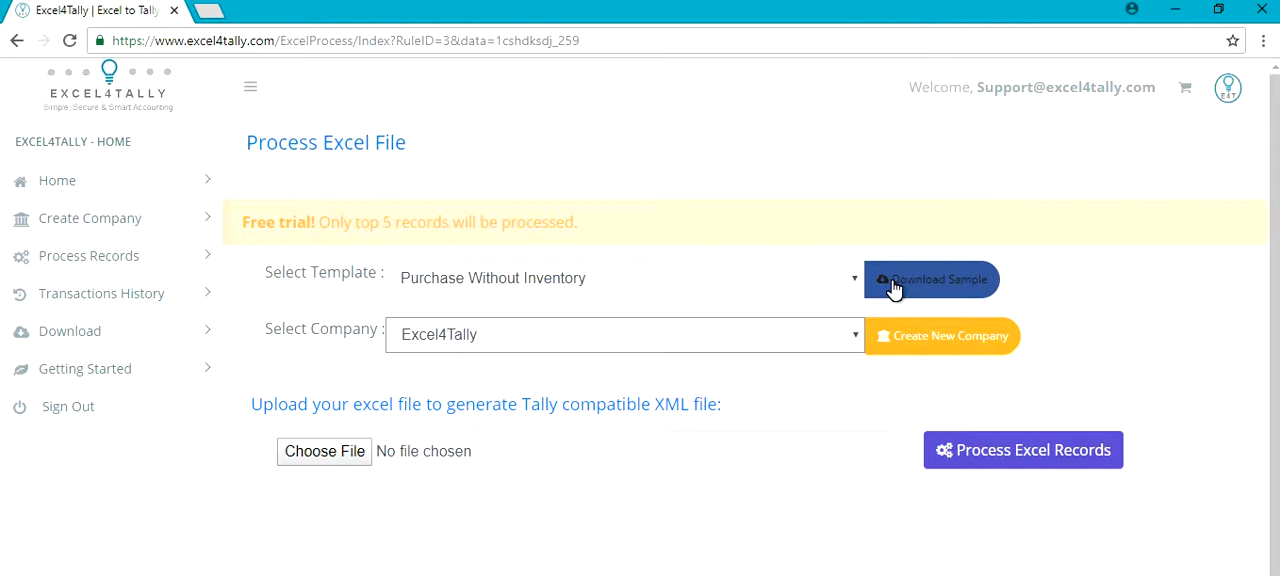 Excel4Tally | Excel to Tally
https://www.excel4tally.com/ExcelProcess/Index?RuleID=3&data=1cshdksdj_259
EXCEL4TALLY
Simple, Secure & Smart Accounting
Welcome, Support@excel4tally.com
E4T
EXCEL4TALLY - HOME
Home
Create Company
Process Records
Transactions History
Download
Getting Started
Sign Out
Process Excel File
Free trial! Only top 5 records will be processed.
Select Template :
Purchase Without Inventory
Download Sample
Select Company :
Excel4Tally
Create New Company
Upload your excel file to generate Tally compatible XML file:
Choose File No file chosen
Process Excel Records